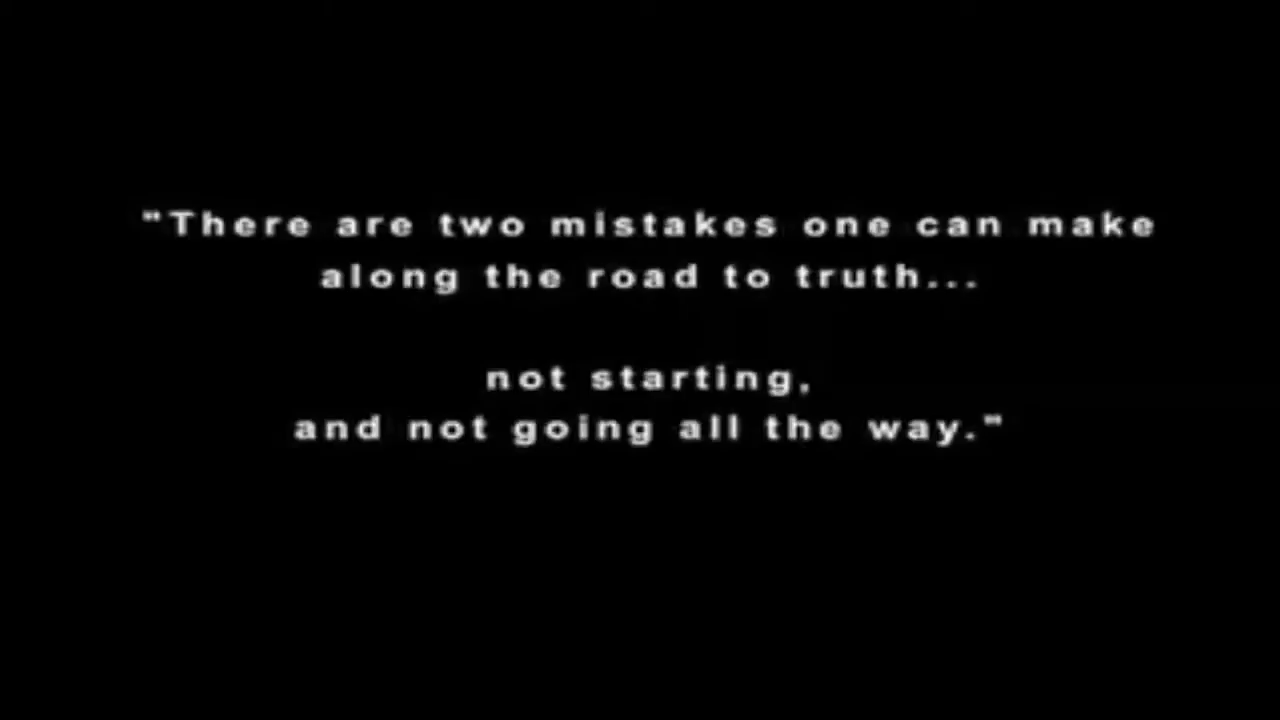 "There are two mistakes one can make
along the road to truth...
not starting,
and not going all the way."